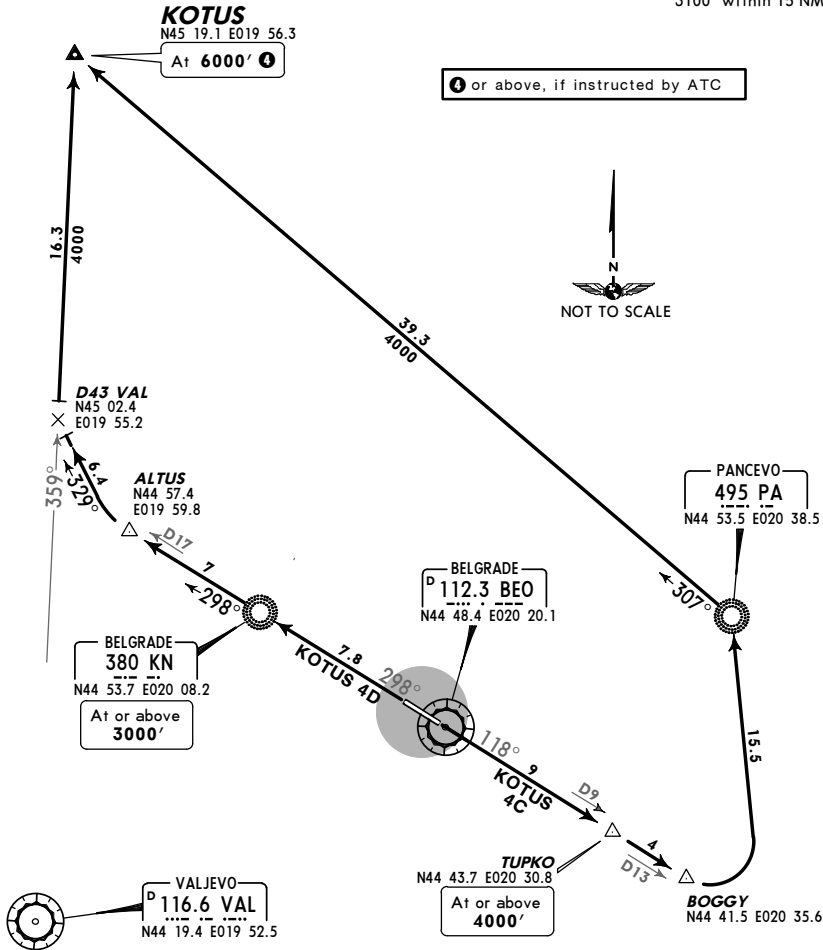 3100' within 15 NM
KOTUS
N45 19.1 E019 56.3
At 6000' ❹
❹ or above, if instructed by ATC
N
NOT TO SCALE
16.3
4000
39.3
4000
D43 VAL
N45 02.4
E019 55.2
359°
6.4
329°
ALTUS
N44 57.4
E019 59.8
D17
7
298°
PANCEVO
495 PA
N44 53.5 E020 38.5
307°
BELGRADE
D 112.3 BEO
N44 48.4 E020 20.1
BELGRADE
380 KN
N44 53.7 E020 08.2
At or above
3000'
7.8
KOTUS 4D
298°
118°
9
KOTUS
4C
D9
15.5
TUPKO
N44 43.7 E020 30.8
At or above
4000'
4
D13
BOGGY
N44 41.5 E020 35.6
VALJEVO
D 116.6 VAL
N44 19.4 E019 52.5